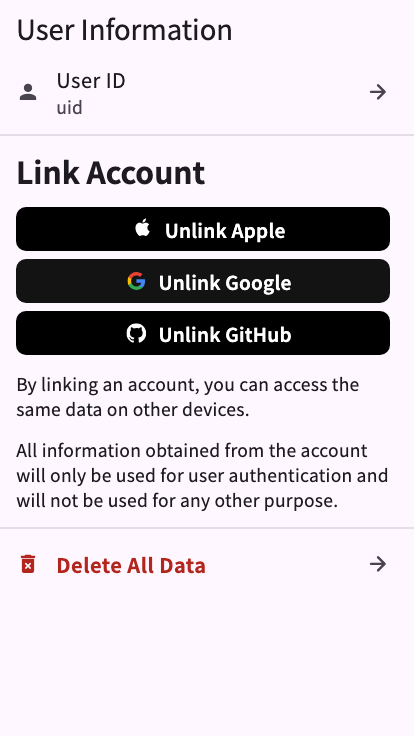 User Information
User ID
uid
Link Account
Unlink Apple
Unlink Google
Unlink GitHub
By linking an account, you can access the
same data on other devices.
All information obtained from the account
will only be used for user authentication and
will not be used for any other purpose.
Delete All Data